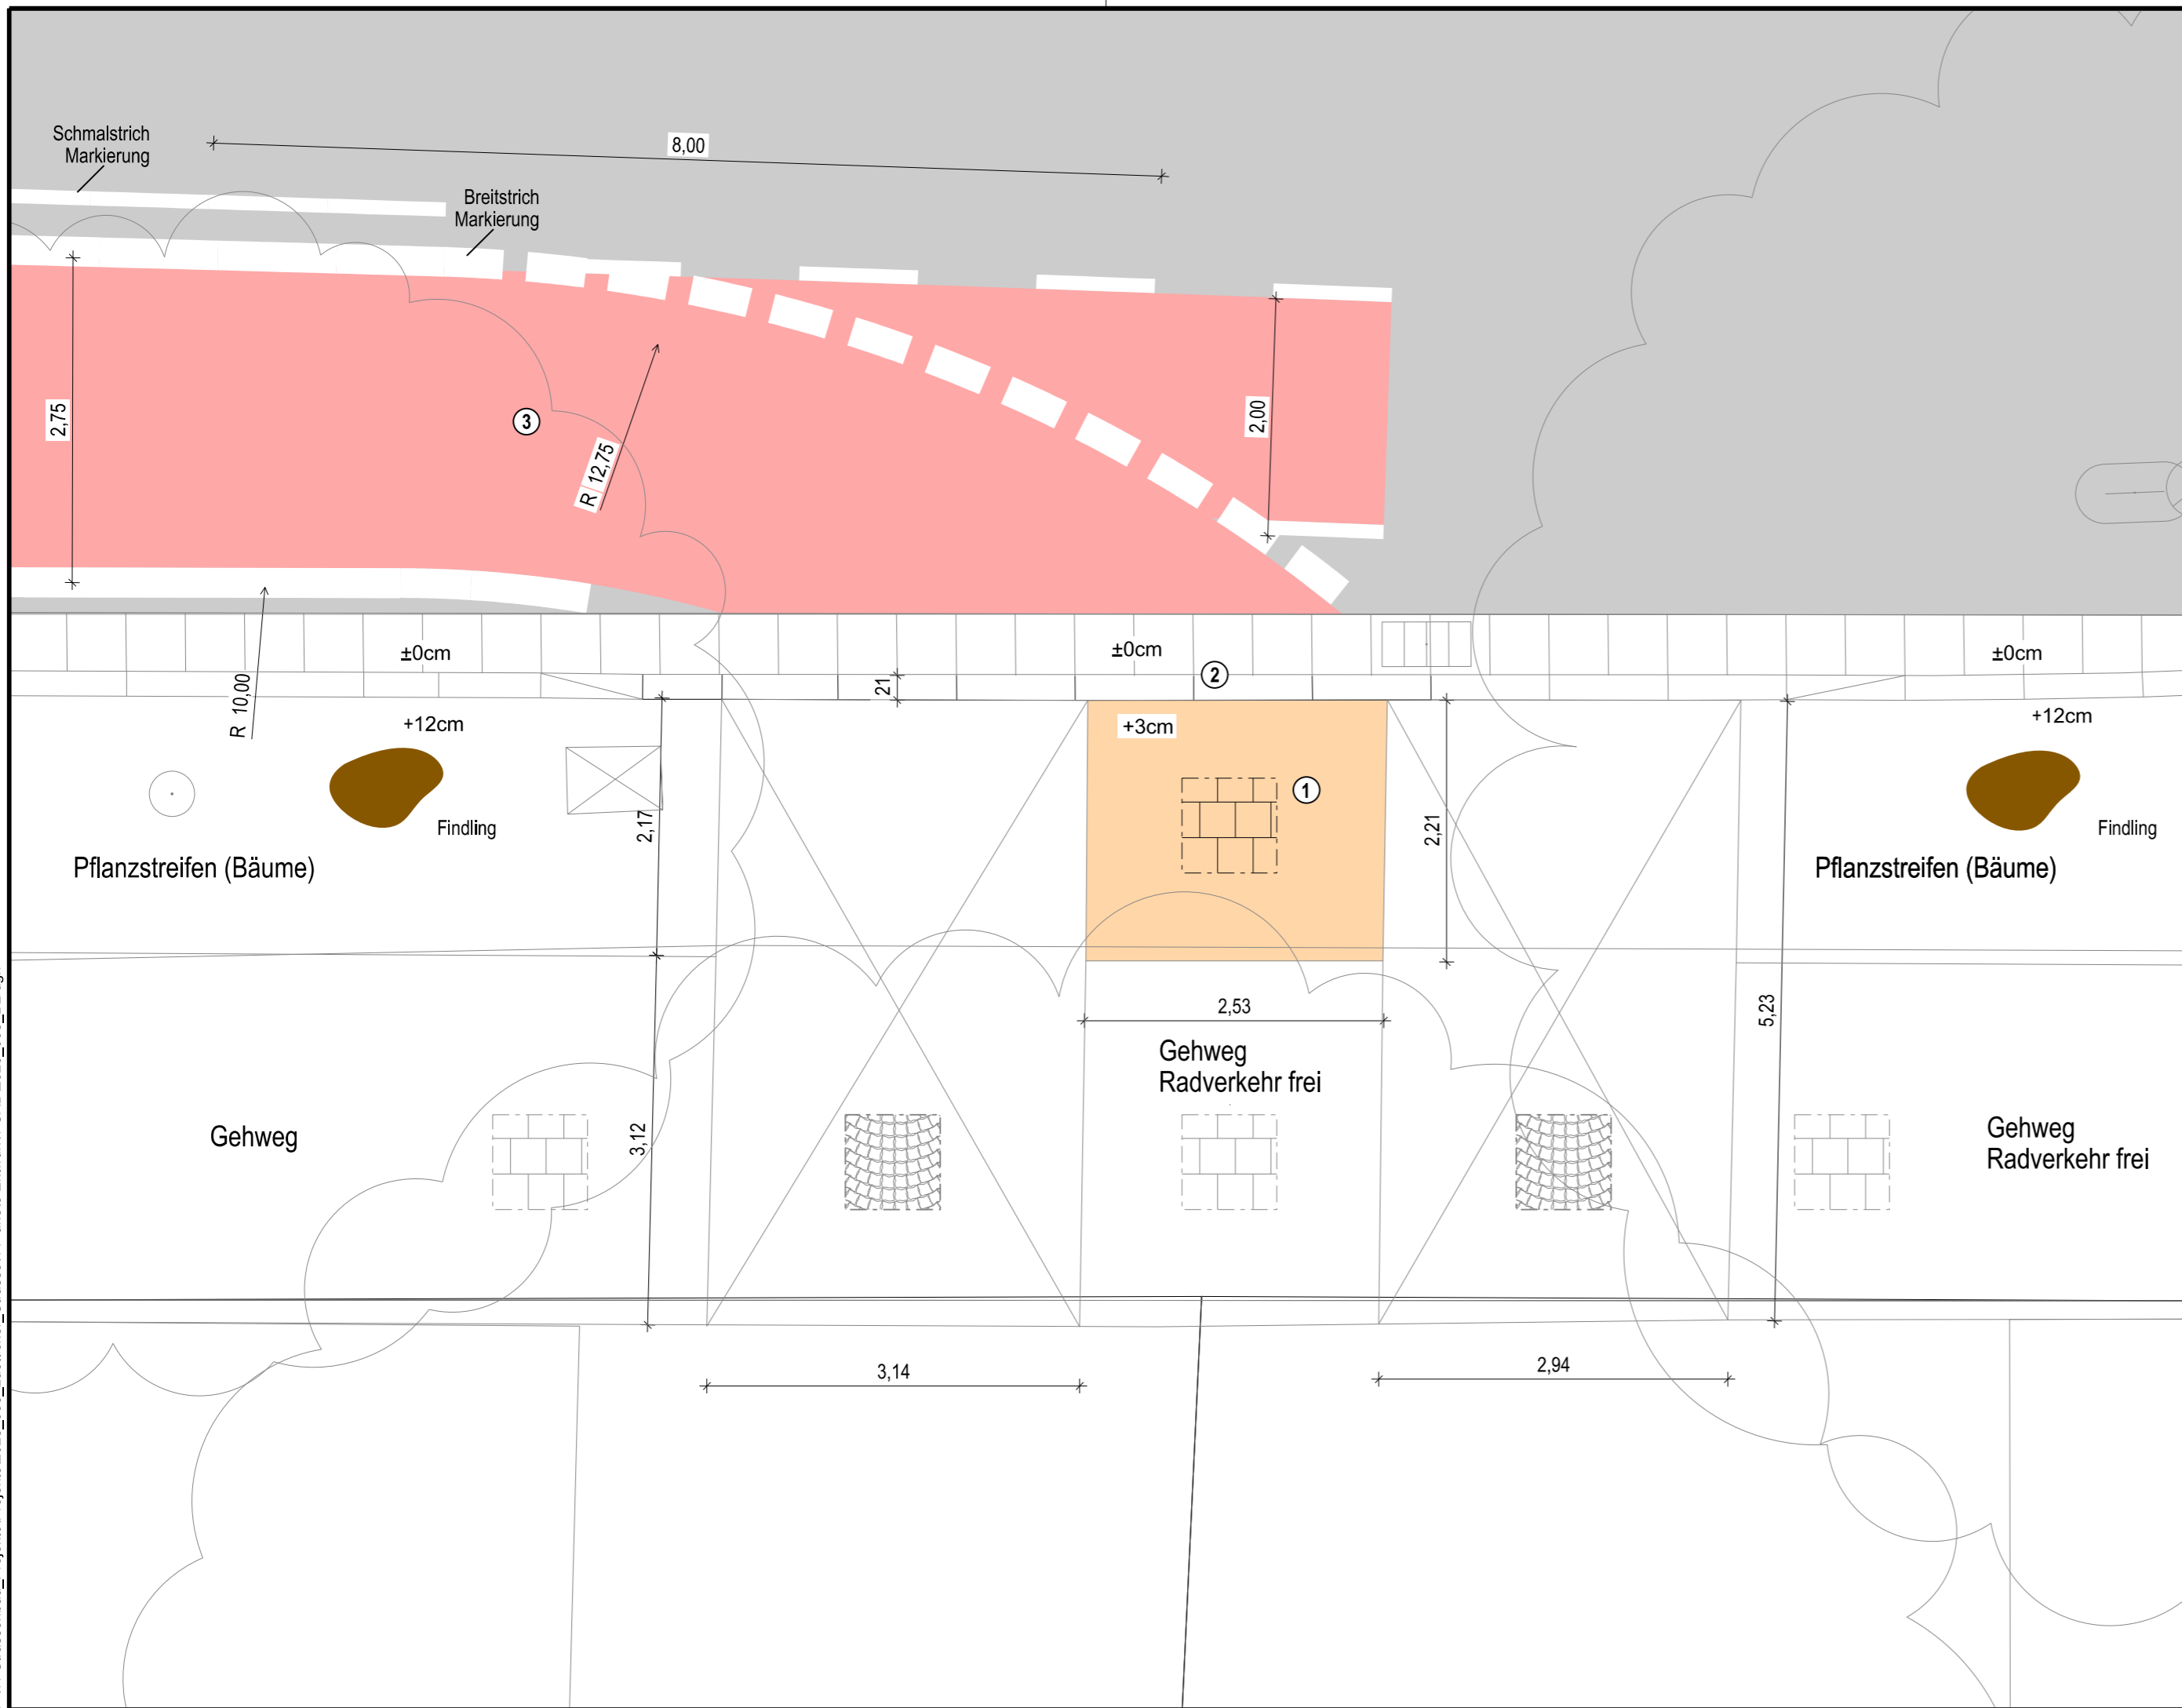 Schmalstrich
Markierung
8,00
Breitstrich
Markierung
2,75
3
R 12,75
2,00
±0cm
±0cm
±0cm
2
21
R 10,00
+12cm
+3cm
+12cm
1
Findling
2,17
2,21
Findling
Pflanzstreifen (Bäume)
Pflanzstreifen (Bäume)
2,53
5,23
Gehweg
Radverkehr frei
Gehweg
3,12
Gehweg
Radverkehr frei
3,14
2,94